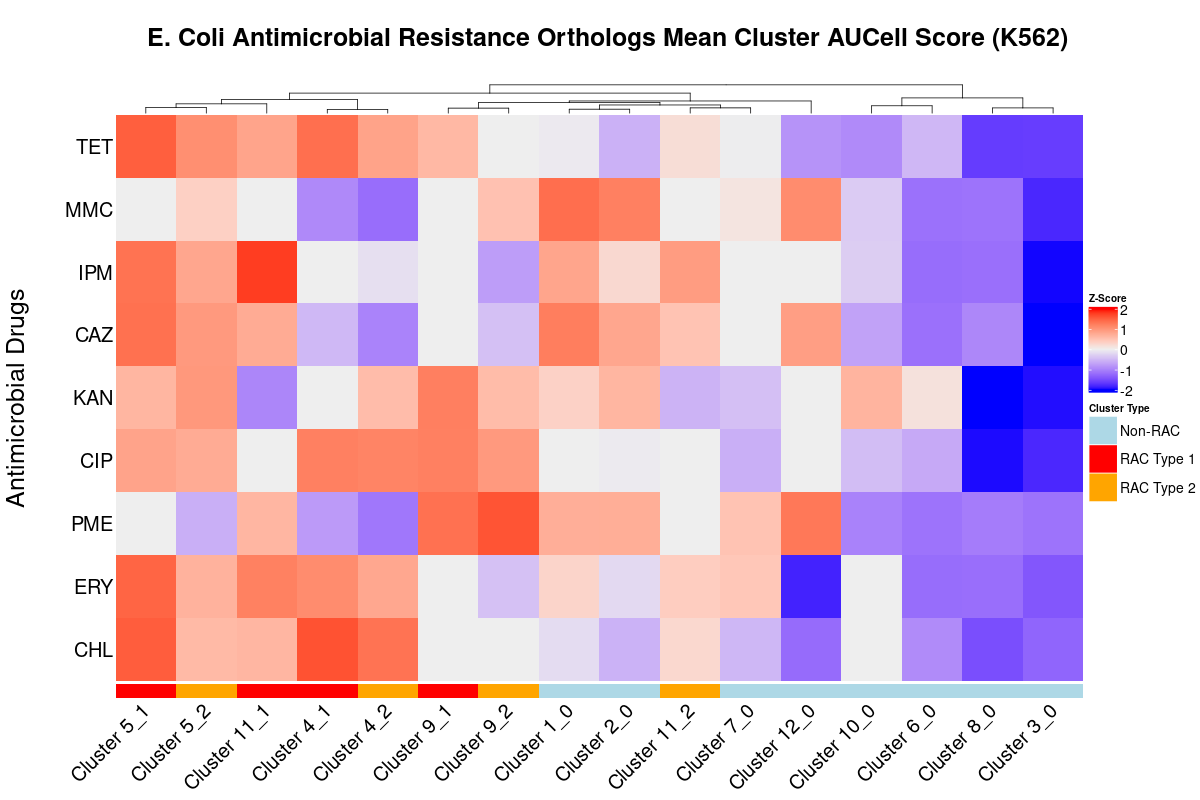 E. Coli Antimicrobial Resistance Orthologs Mean Cluster AUCell Score (K562)
Antimicrobial Drugs
TET
MMC
IPM
CAZ
KAN
CIP
PME
ERY
CHL
Cluster 5_1
Cluster 5_2
Cluster 11_1
Cluster 4_1
Cluster 4_2
Cluster 9_1
Cluster 9_2
Cluster 1_0
Cluster 2_0
Cluster 11_2
Cluster 7_0
Cluster 12_0
Cluster 10_0
Cluster 6_0
Cluster 8_0
Cluster 3_0
Z-Score
2
1
0
-1
-2
Cluster Type
Non-RAC
RAC Type 1
RAC Type 2